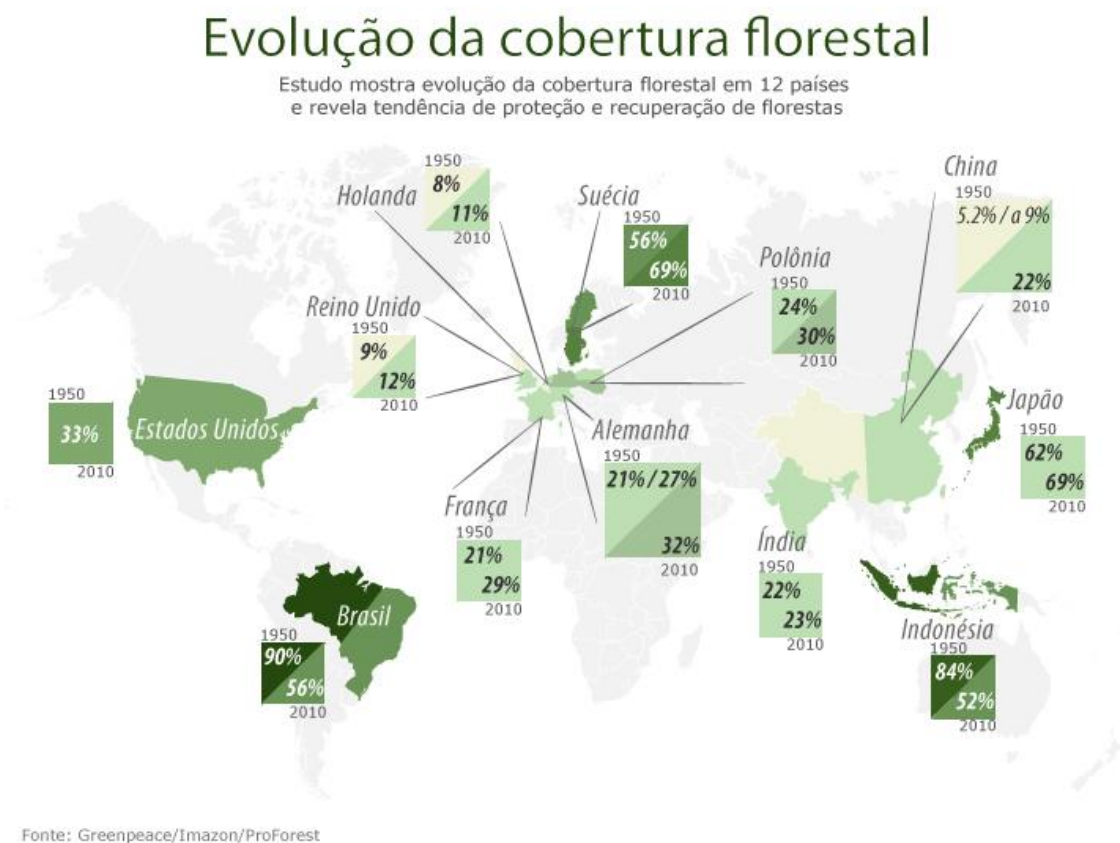 Evolução da cobertura florestal
Estudo mostra evolução da cobertura florestal em 12 países
e revela tendência de proteção e recuperação de florestas
Holanda
1950
8%
11%
2010
Suécia
1950
56%
69%
2010
China
1950
5.2% / a 9%
22%
2010
Polônia
1950
24%
30%
2010
Reino Unido
1950
9%
12%
2010
1950
33%
2010
Estados Unidos
Alemanha
1950
21% / 27%
32%
2010
Japão
1950
62%
69%
2010
França
1950
21%
29%
2010
Índia
1950
22%
23%
2010
Brasil
1950
90%
56%
2010
Indonésia
1950
84%
52%
2010
Fonte: Greenpeace/Imazon/ProForest